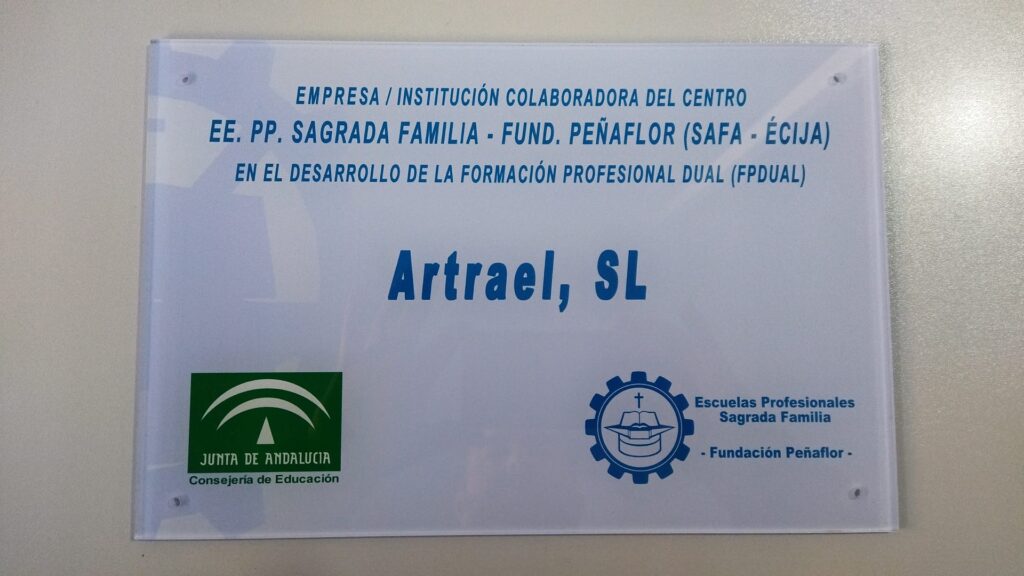 EMPRESA / INSTITUCIÓN COLABORADORA DEL CENTRO
EE. PP. SAGRADA FAMILIA - FUND. PEÑAFLOR (SAFA - ÉCIJA)
EN EL DESARROLLO DE LA FORMACIÓN PROFESIONAL DUAL (FPDUAL)
Artrael, SL
JUNTA DE ANDALUCIA
Consejería de Educación
Escuelas Profesionales
Sagrada Familia
- Fundación Peñaflor -